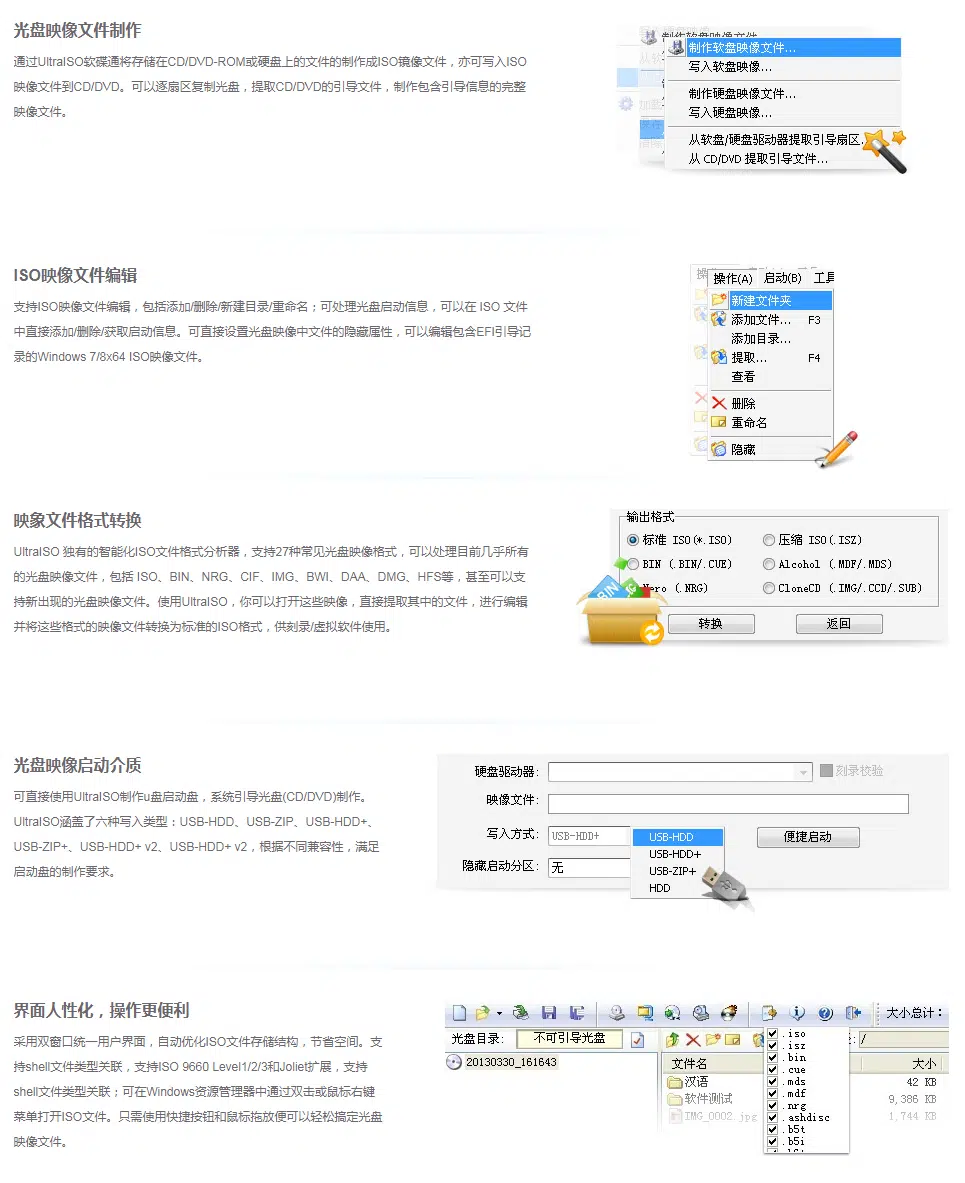 光盘映像文件制作
通过UltraISO软碟通将存储在CD/DVD-ROM或硬盘上的文件的制作成ISO镜像文件，亦可写入ISO
映像文件到CD/DVD。可以逐扇区复制光盘，提取CD/DVD的引导文件，制作包含引导信息的完整
映像文件。
制作软盘映像文件...
写入软盘映像...
制作硬盘映像文件...
写入硬盘映像...
从软盘/硬盘驱动器提取引导扇区.
从 CD/DVD 提取引导文件...
ISO映像文件编辑
支持ISO映像文件编辑，包括添加/删除/新建目录/重命名；可处理光盘启动信息，可以在 ISO 文件
中直接添加/删除/获取启动信息。可直接设置光盘映像中文件的隐藏属性，可以编辑包含EFI引导记
录的Windows 7/8x64 ISO映像文件。
操作(A) 启动(B) 工具
新建文件夹
添加文件... F3
添加目录...
提取... F4
查看
删除
重命名
隐藏
映象文件格式转换
UltraISO 独有的智能化ISO文件格式分析器，支持27种常见光盘映像格式，可以处理目前几乎所有
的光盘映像文件，包括 ISO、BIN、NRG、CIF、IMG、BWI、DAA、DMG、HFS等，甚至可以支
持新出现的光盘映像文件。使用UltraISO，你可以打开这些映像，直接提取其中的文件，进行编辑
并将这些格式的映像文件转换为标准的ISO格式，供刻录/虚拟软件使用。
输出格式
标准 ISO(*.ISO) 压缩 ISO(.ISZ)
BIN (.BIN/.CUE) Alcohol (.MDF/.MDS)
Nero (.NRG) CloneCD (.IMG/.CCD/.SUB)
BIN
转换 返回
光盘映像启动介质
可直接使用UltraISO制作u盘启动盘，系统引导光盘(CD/DVD)制作。
UltraISO涵盖了六种写入类型：USB-HDD、USB-ZIP、USB-HDD+、
USB-ZIP+、USB-HDD+ v2、USB-HDD+ v2，根据不同兼容性，满足
启动盘的制作要求。
硬盘驱动器: 刻录校验
映像文件:
写入方式: USB-HDD+ USB-HDD 便捷启动
USB-HDD+
隐藏启动分区: 无 USB-ZIP+
HDD
界面人性化，操作更便利
采用双窗口统一用户界面，自动优化ISO文件存储结构，节省空间。支
持shell文件类型关联，支持ISO 9660 Level1/2/3和Joliet扩展，支持
shell文件类型关联；可在Windows资源管理器中通过双击或鼠标右键
菜单打开ISO文件。只需使用快捷按钮和鼠标拖放便可以轻松搞定光盘
映像文件。
大小总计：
光盘目录: 不可引导光盘 /
20130330_161643
文件名 大小
汉语 42 KB
软件测试 9,386 KB
IMG_0002.jpg 1,744 KB
.iso
.isz
.bin
.cue
.mds
.mdf
.nrg
.ashdisc
.b5t
.b5i